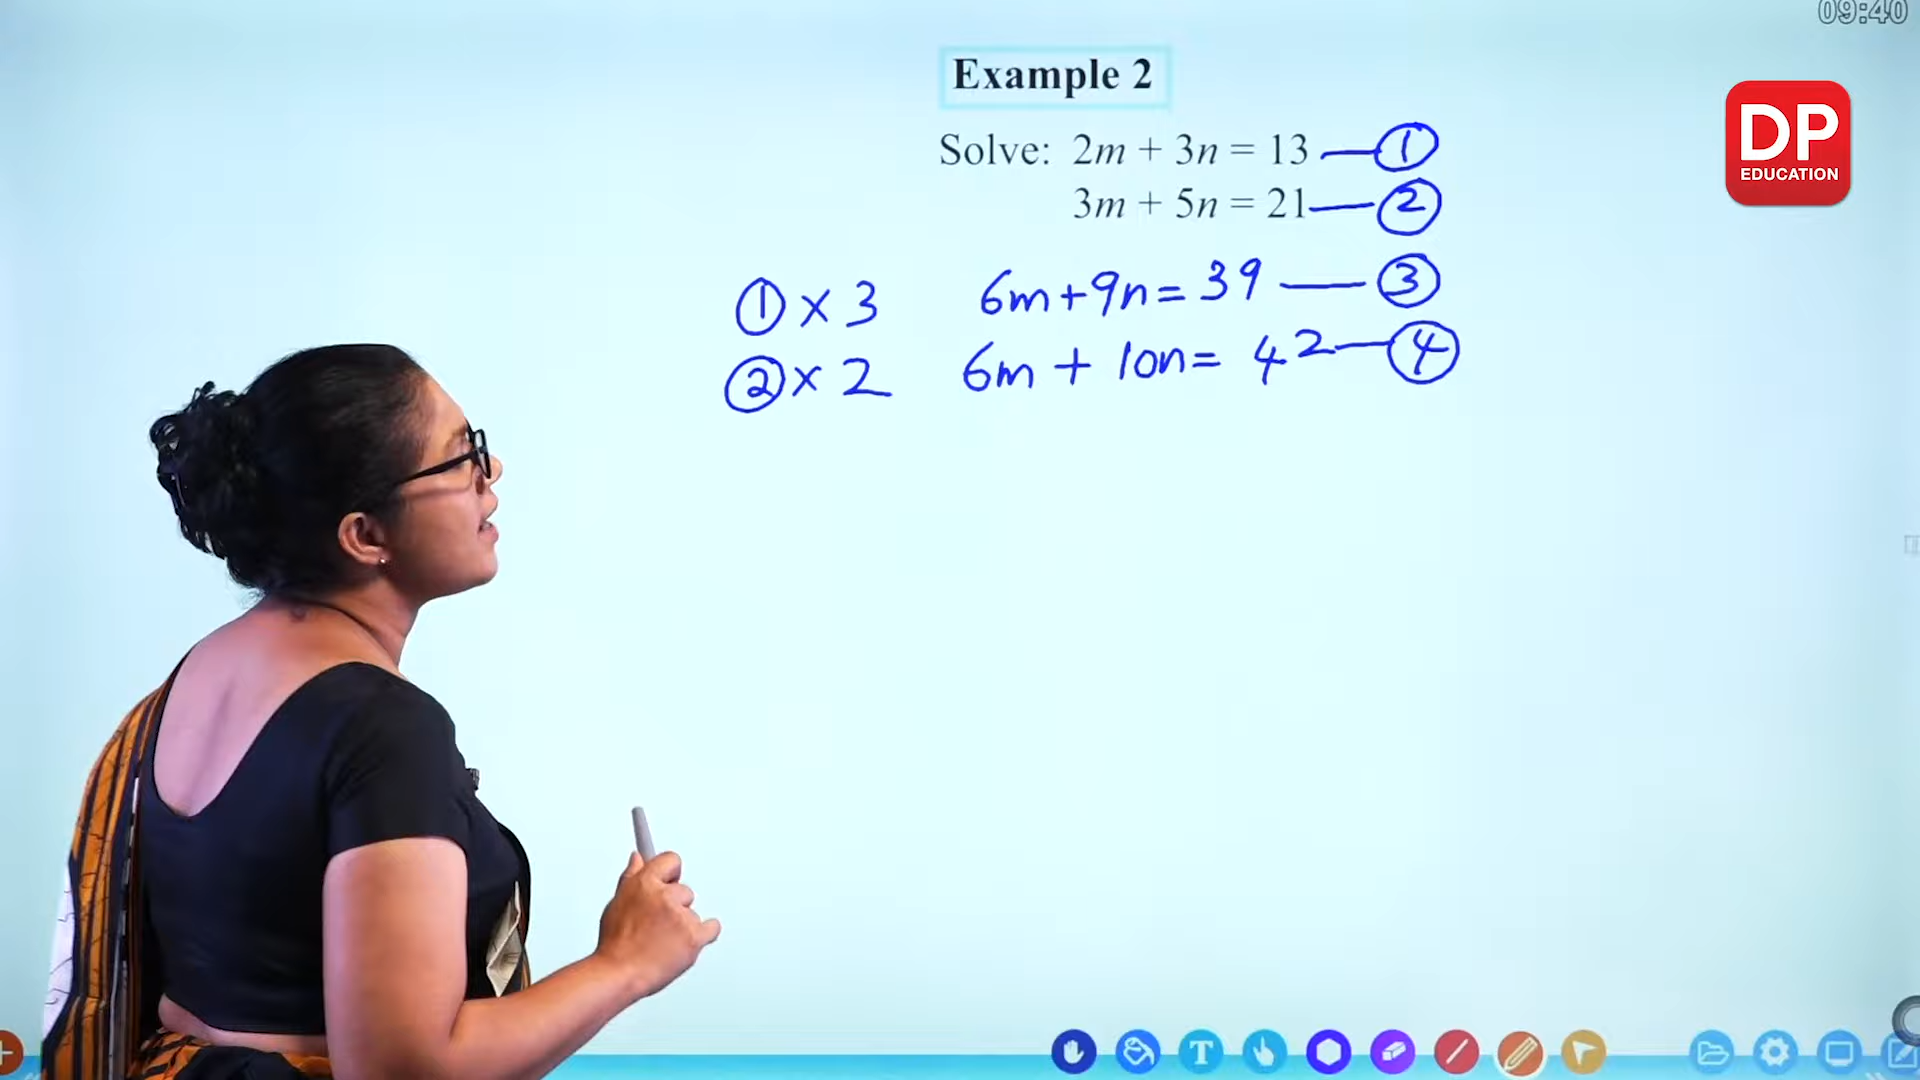 09:40
Example 2
DP
EDUCATION
Solve: 2m + 3n = 13 — ①
3m + 5n = 21 — ②
① × 3 6m + 9n = 39 — ③
② × 2 6m + 10n = 42 — ④
T